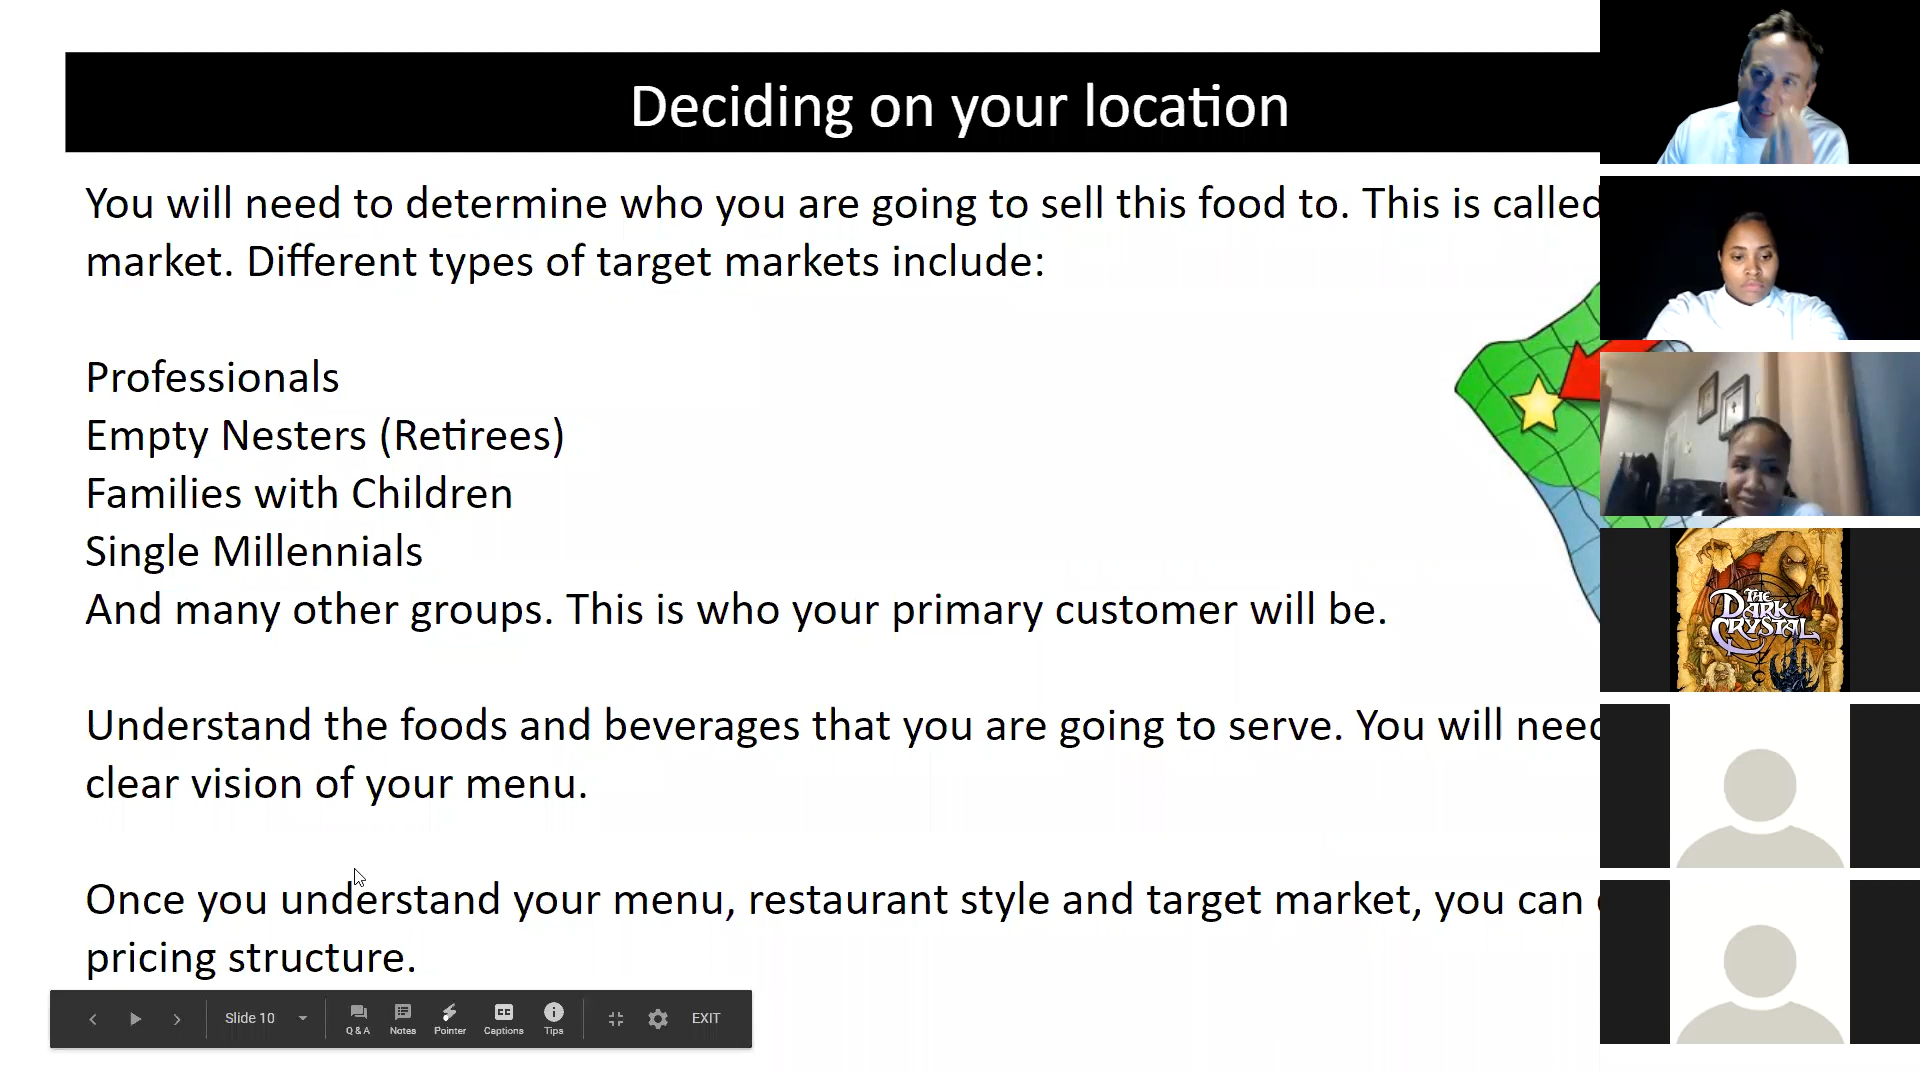 Deciding on your location
You will need to determine who you are going to sell this food to. This is called
market. Different types of target markets include:
Professionals
Empty Nesters (Retirees)
Families with Children
Single Millennials
And many other groups. This is who your primary customer will be.
Understand the foods and beverages that you are going to serve. You will need
clear vision of your menu.
Once you understand your menu, restaurant style and target market, you can
pricing structure.
THE
DARK
CRYSTAL
Slide 10
Q & A
Notes
Pointer
CC
Captions
Tips
EXIT